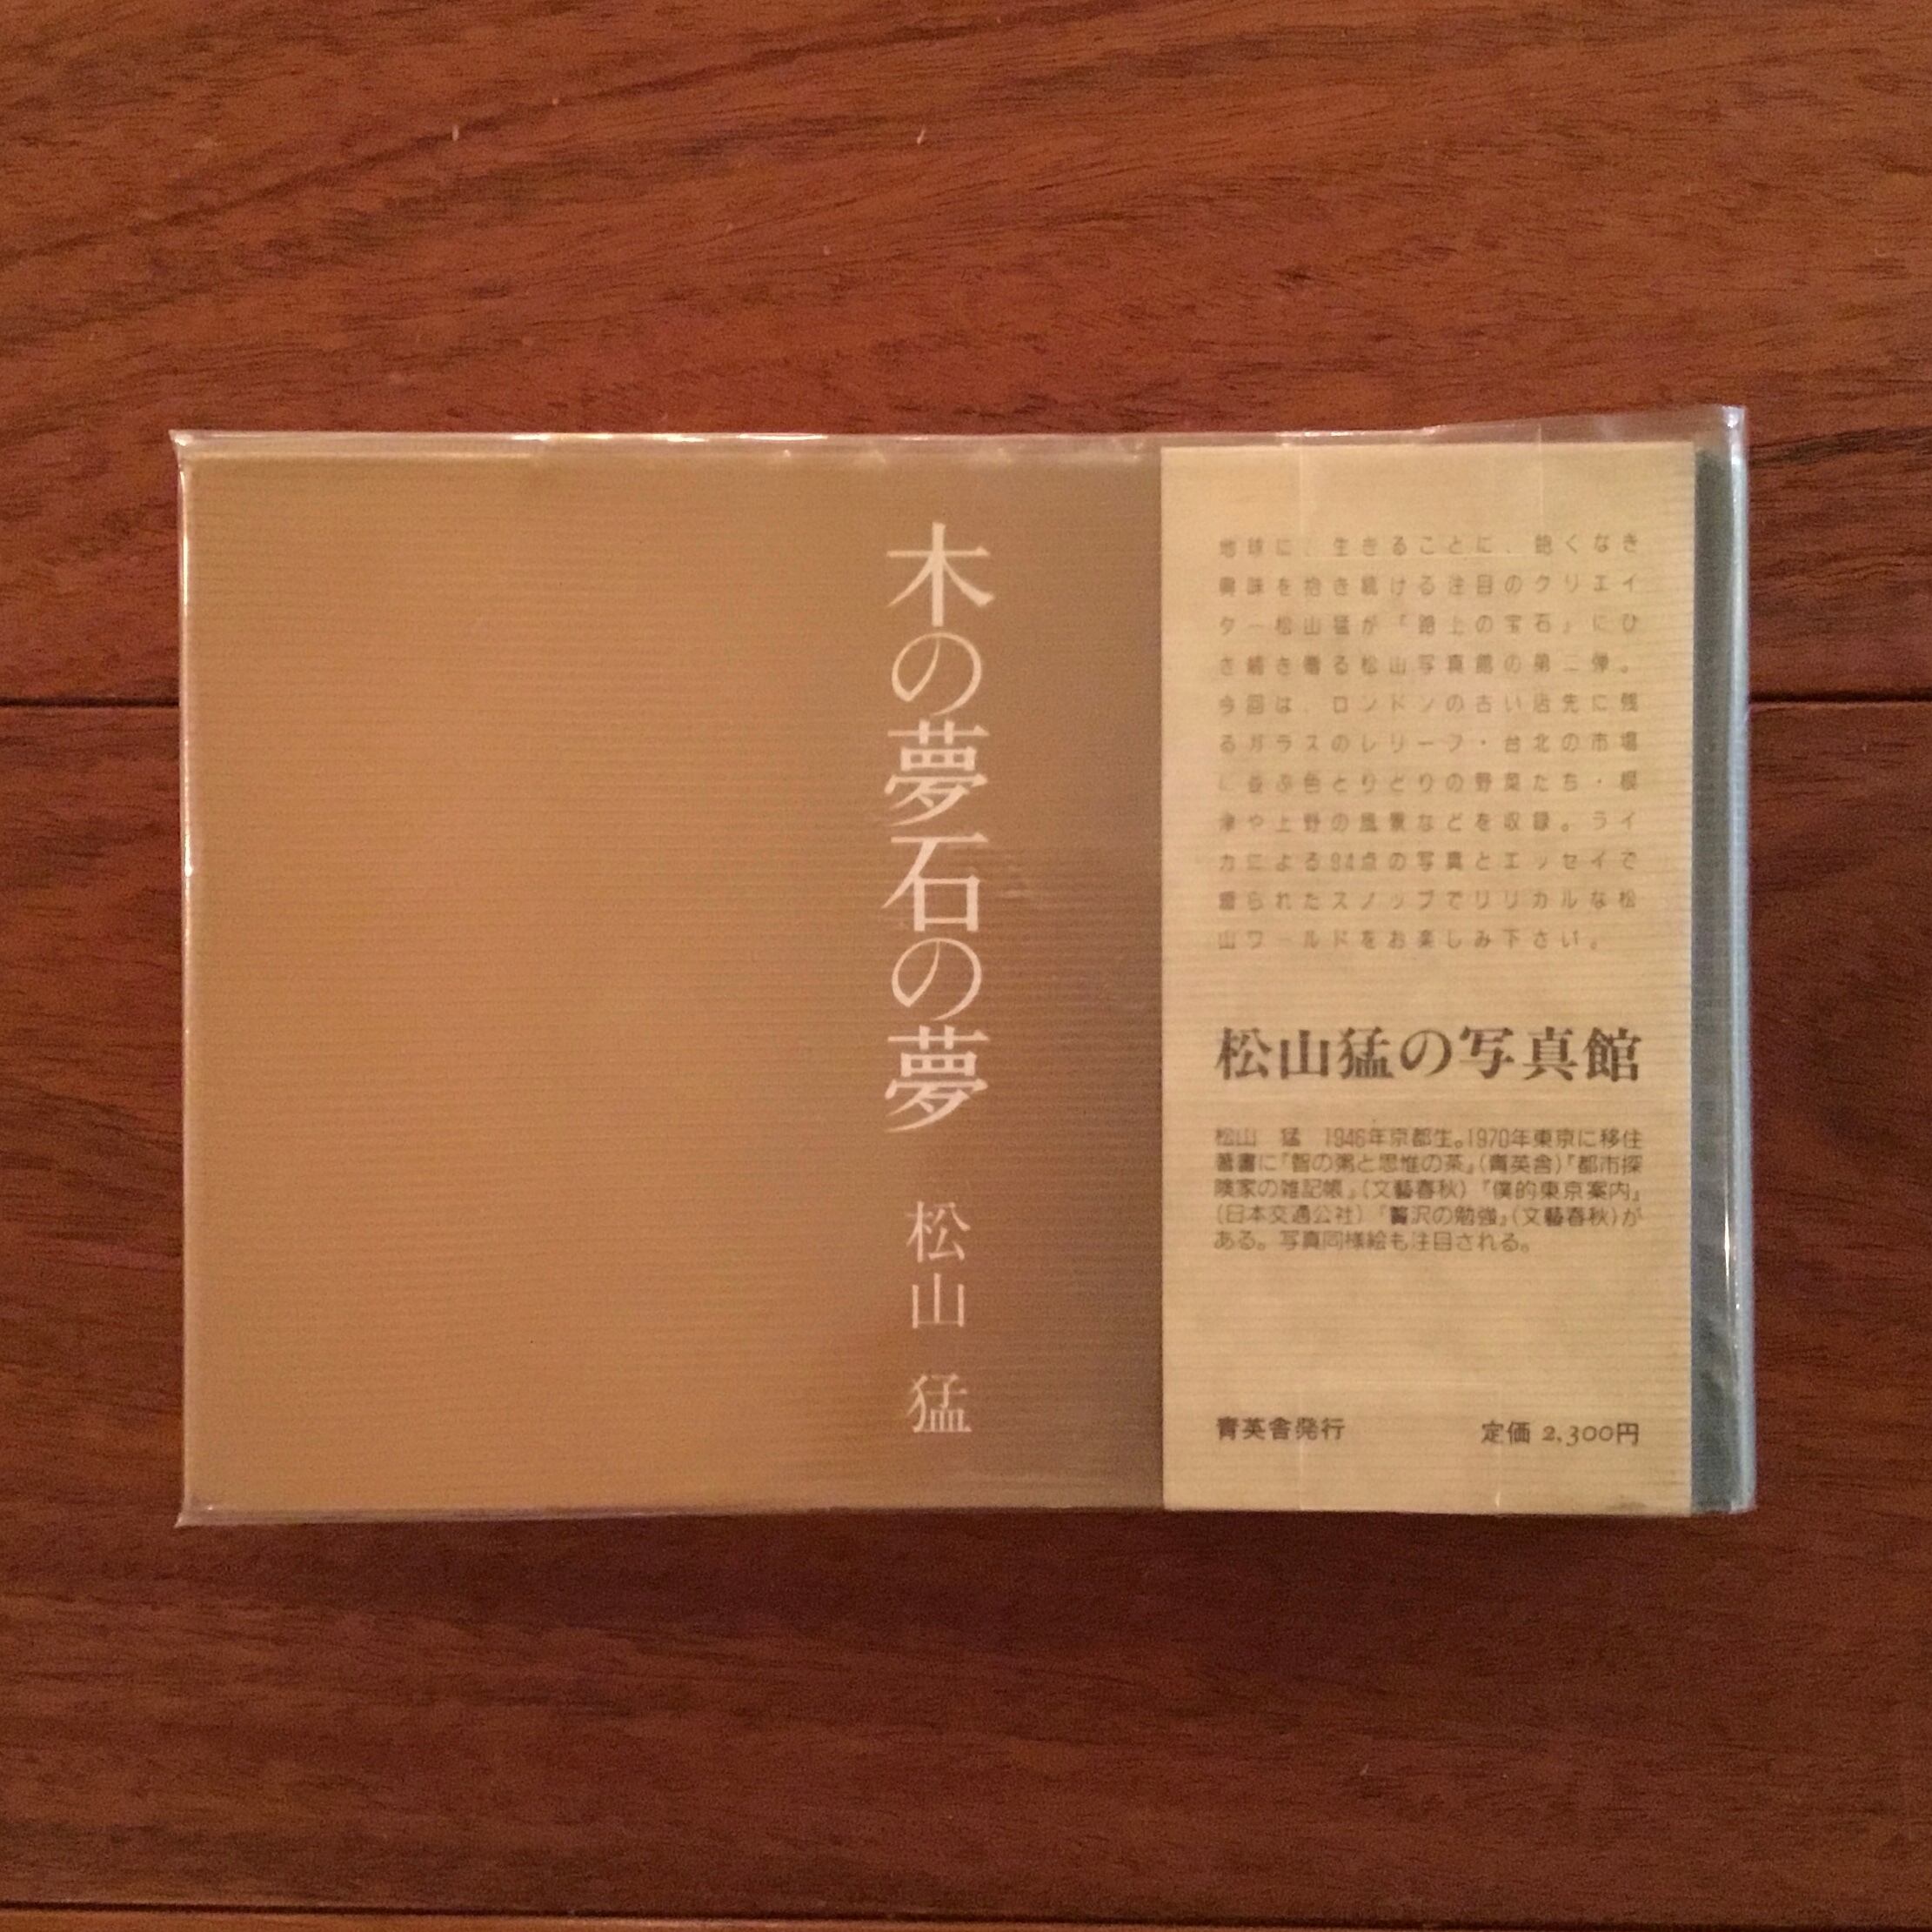 木の夢石の夢
松山 猛
地球に、生きることに、飽くなき
興味を抱き続ける注目のクリエイ
ター松山猛が『路上の宝石』にひ
き続き贈る松山写真館の第二弾。
今回は、ロンドンの古い店先に残
るガラスのレリーフ・台北の市場
に並ぶ色とりどりの野菜たち・根
津や上野の風景などを収録。ライ
カによる84点の写真とエッセイで
綴られたスノッブでリリカルな松
山ワールドをお楽しみ下さい。
松山猛の写真館
松山 猛 1946年京都生。1970年東京に移住
著書に『智の粥と思惟の茶』(青英舎)『都市探
険家の雑記帳』(文藝春秋)『僕的東京案内』
(日本交通公社)『贅沢の勉強』(文藝春秋)が
ある。写真同様絵も注目される。
青英舎発行 定価 2,300円